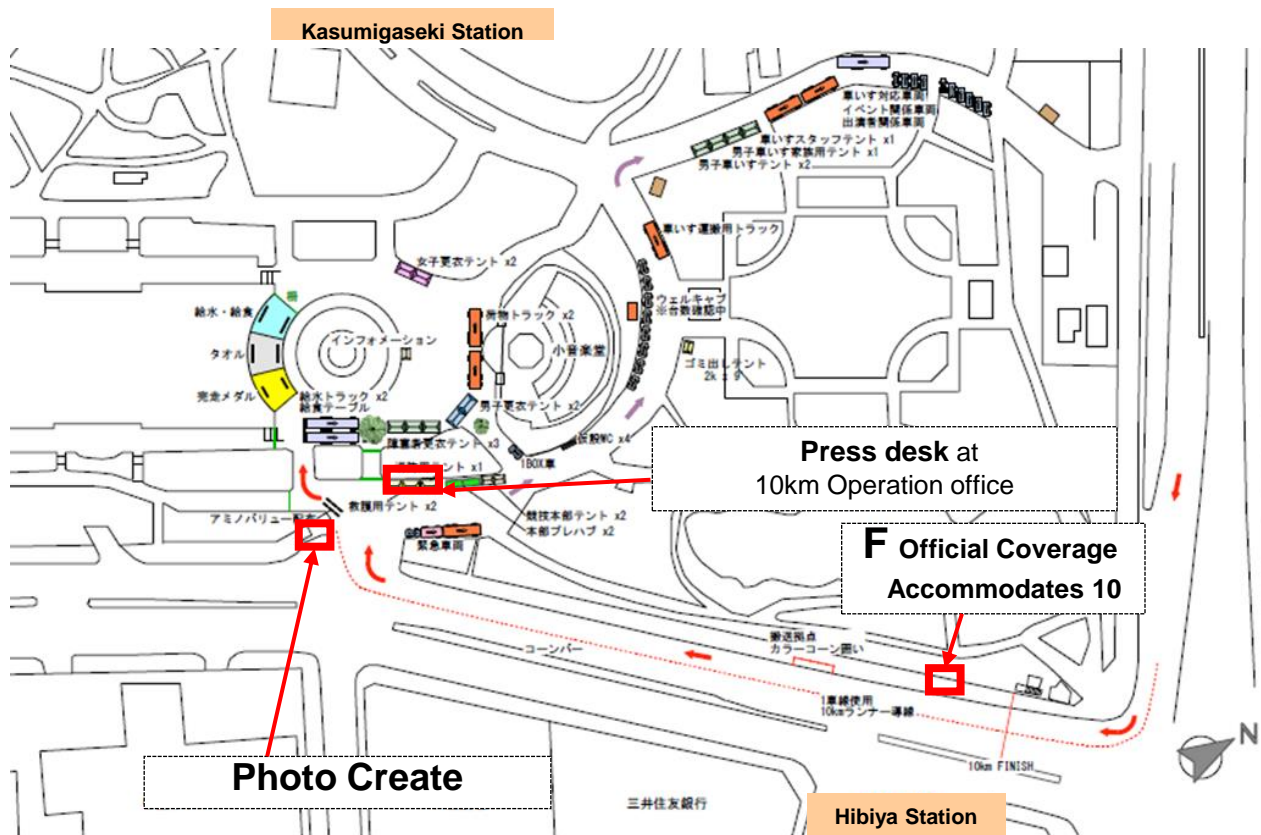 Kasumigaseki Station
車いす対応車両
イベント関係車両
出演者関係車両
車いすスタッフテント x1
男子車いす家族用テント x1
男子車いすテント x2
車いす運搬用トラック
女子更衣テント x2
給水・給食
荷物トラック x2
ウェルキャブ
※台数確認中
インフォメーション
小音楽堂
タオル
ゴミ出しテント
2k x 9
完走メダル
給水トラック x2
給食テーブル
男子更衣テント x2
障害者更衣テント x3
仮設WC x4
1BOX車
Press desk at
10km Operation office
救護用テント x2
競技本部テント x2
本部プレハブ x2
アミノバリュー配布
緊急車両
F Official Coverage
Accommodates 10
搬送拠点
カラーコーン囲い
コーンバー
1車線使用
10kmランナー導線
N
Photo Create
10km FINISH
三井住友銀行
Hibiya Station